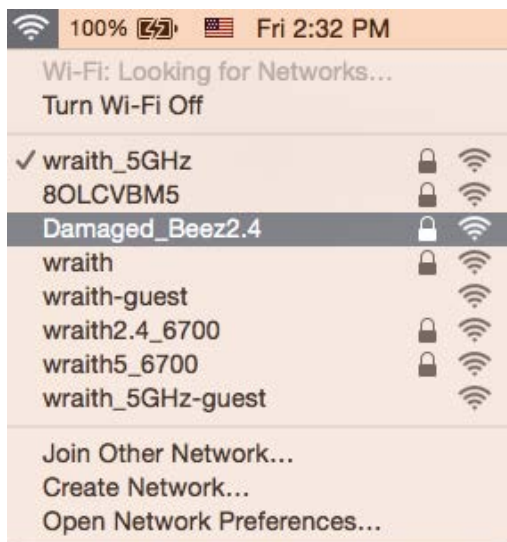 100% Fri 2:32 PM
Wi-Fi: Looking for Networks...
Turn Wi-Fi Off
✓ wraith_5GHz
8OLCVBM5
Damaged_Beez2.4
wraith
wraith-guest
wraith2.4_6700
wraith5_6700
wraith_5GHz-guest
Join Other Network...
Create Network...
Open Network Preferences...